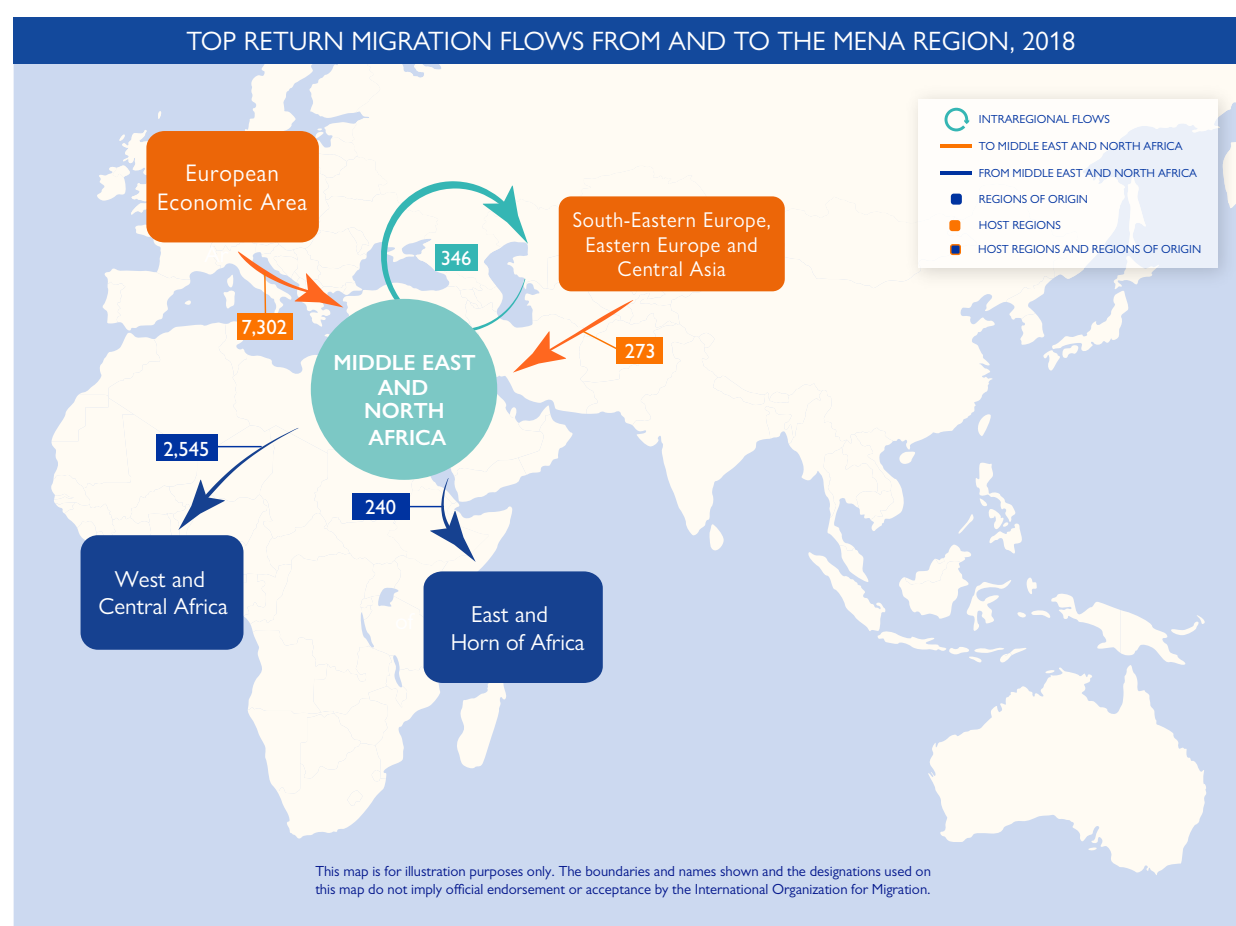 TOP RETURN MIGRATION FLOWS FROM AND TO THE MENA REGION, 2018
INTRAREGIONAL FLOWS
TO MIDDLE EAST AND NORTH AFRICA
FROM MIDDLE EAST AND NORTH AFRICA
REGIONS OF ORIGIN
HOST REGIONS
HOST REGIONS AND REGIONS OF ORIGIN
European
Economic Area
South-Eastern Europe,
Eastern Europe and
Central Asia
346
7,302
273
MIDDLE EAST
AND
NORTH
AFRICA
2,545
240
West and
Central Africa
East and
Horn of Africa
This map is for illustration purposes only. The boundaries and names shown and the designations used on
this map do not imply official endorsement or acceptance by the International Organization for Migration.